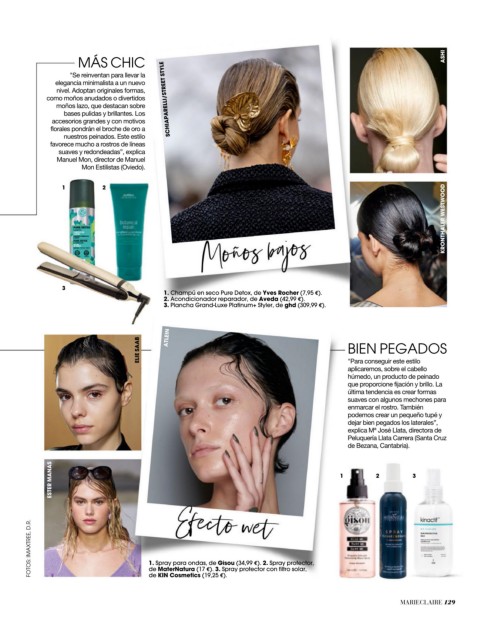 MÁS CHIC
"Se reinventan para llevar la
elegancia minimalista a un nuevo
nivel. Adoptan originales formas,
como moños anudados o divertidos
moños lazo, que destacan sobre
bases pulidas y brillantes. Los
accesorios grandes y con motivos
florales pondrán el broche de oro a
nuestros peinados. Este estilo
favorece mucho a rostros de líneas
suaves y redondeadas", explica
Manuel Mon, director de Manuel
Mon Estilistas (Oviedo).
1
2
3
SCHIAPARELLI/STREET STYLE
ASHI
KRONTHALER WESTWOOD
Moños bajos
1. Champú en seco Pure Detox, de Yves Rocher (7,95 €).
2. Acondicionador reparador, de Aveda (42,99 €).
3. Plancha Grand-Luxe Platinum+ Styler, de ghd (309,99 €).
ELIE SAAB
ATLEIN
ESTER MANAS
BIEN PEGADOS
"Para conseguir este estilo
aplicaremos, sobre el cabello
húmedo, un producto de peinado
que proporcione fijación y brillo. La
última tendencia es crear formas
suaves con algunos mechones para
enmarcar el rostro. También
podemos crear un pequeño tupé y
dejar bien pegados los laterales",
explica Mª José Llata, directora de
Peluquería Llata Carrera (Santa Cruz
de Bezana, Cantabria).
1
2
3
gisou
SPRAY
kinactif
Efecto wet
1. Spray para ondas, de Gisou (34,99 €). 2. Spray protector,
de MaterNatura (17 €). 3. Spray protector con filtro solar,
de KIN Cosmetics (19,25 €).
FOTOS: IMAXTREE, D.R.
MARIECLAIRE 129